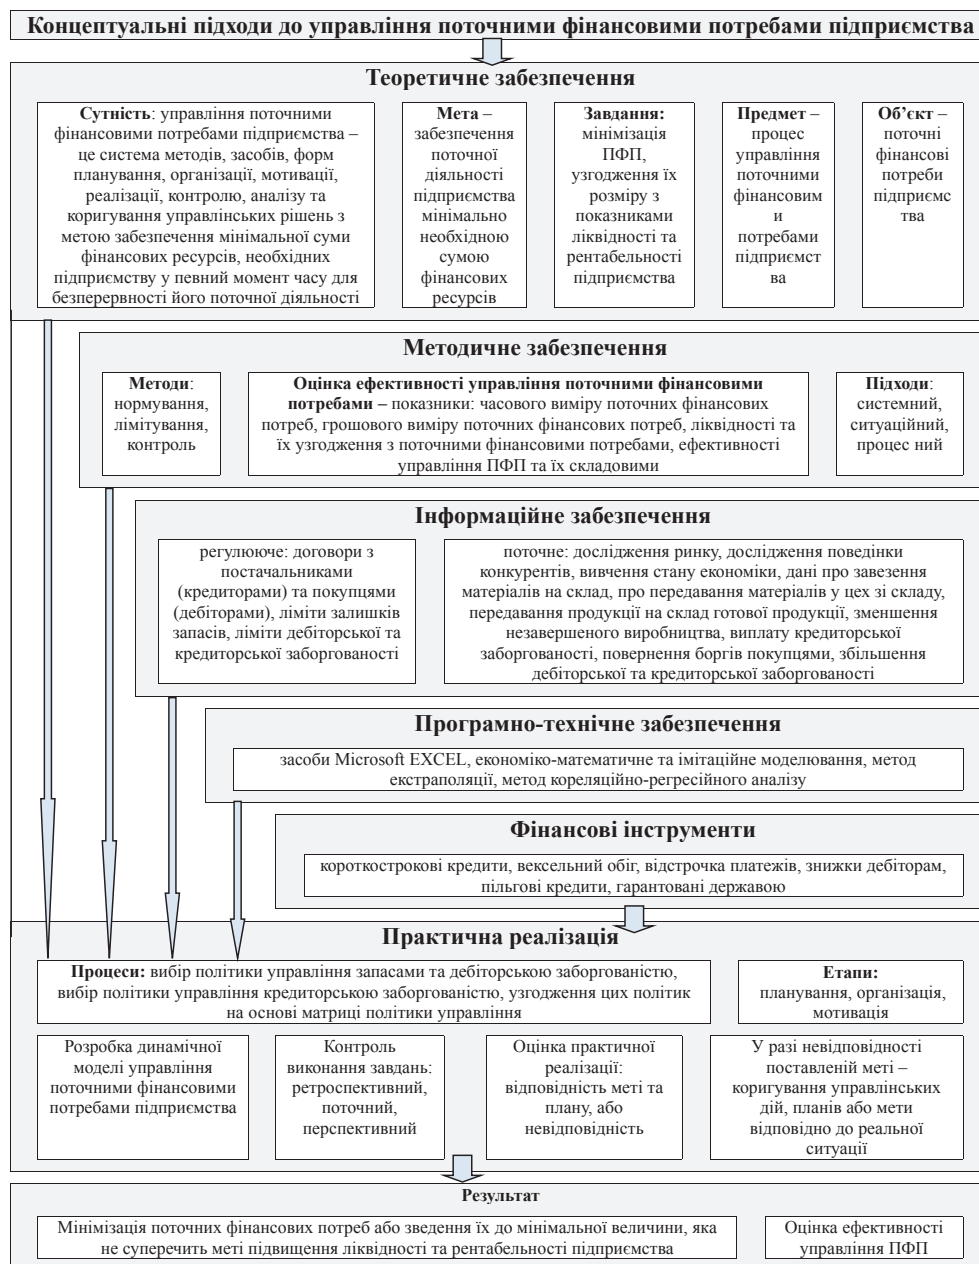 Концептуальні підходи до управління поточними фінансовими потребами підприємства
Теоретичне забезпечення
Сутність: управління поточними
фінансовими потребами підприємства –
це система методів, засобів, форм
планування, організації, мотивації,
реалізації, контролю, аналізу та
коригування управлінських рішень з
метою забезпечення мінімальної суми
фінансових ресурсів, необхідних
підприємству у певний момент часу для
безперервності його поточної діяльності
Мета –
забезпечення
поточної
діяльності
підприємства
мінімально
необхідною
сумою
фінансових
ресурсів
Завдання:
мінімізація
ПФП,
узгодження їх
розміру з
показниками
ліквідності та
рентабельності
підприємства
Предмет –
процес
управління
поточними
фінансовим
и
потребами
підприємст
ва
Об’єкт –
поточні
фінансові
потреби
підприємс
тва
Методичне забезпечення
Методи:
нормування,
лімітування,
контроль
Оцінка ефективності управління поточними фінансовими
потребами – показники: часового виміру поточних фінансових
потреб, грошового виміру поточних фінансових потреб, ліквідності та
їх узгодження з поточними фінансовими потребами, ефективності
управління ПФП та їх складовими
Підходи:
системний,
ситуаційний,
процес ний
Інформаційне забезпечення
регулююче: договори з
постачальниками
(кредиторами) та покупцями
(дебіторами), ліміти залишків
запасів, ліміти дебіторської та
кредиторської заборгованості
поточне: дослідження ринку, дослідження поведінки
конкурентів, вивчення стану економіки, дані про завезення
матеріалів на склад, про передавання матеріалів у цех зі складу,
передавання продукції на склад готової продукції, зменшення
незавершеного виробництва, виплату кредиторської
заборгованості, повернення боргів покупцями, збільшення
дебіторської та кредиторської заборгованості
Програмно-технічне забезпечення
засоби Microsoft EXCEL, економіко-математичне та імітаційне моделювання, метод
екстраполяції, метод кореляційно-регресійного аналізу
Фінансові інструменти
короткострокові кредити, вексельний обіг, відстрочка платежів, знижки дебіторам,
пільгові кредити, гарантовані державою
Практична реалізація
Процеси: вибір політики управління запасами та дебіторською заборгованістю,
вибір політики управління кредиторською заборгованістю, узгодження цих політик
на основі матриці політики управління
Етапи:
планування, організація,
мотивація
Розробка динамічної
моделі управління
поточними фінансовими
потребами підприємства
Контроль
виконання завдань:
ретроспективний,
поточний,
перспективний
Оцінка практичної
реалізації:
відповідність меті та
плану, або
невідповідність
У разі невідповідності
поставленій меті –
коригування управлінських
дій, планів або мети
відповідно до реальної
ситуації
Результат
Мінімізація поточних фінансових потреб або зведення їх до мінімальної величини, яка
не суперечить меті підвищення ліквідності та рентабельності підприємства
Оцінка ефективності
управління ПФП